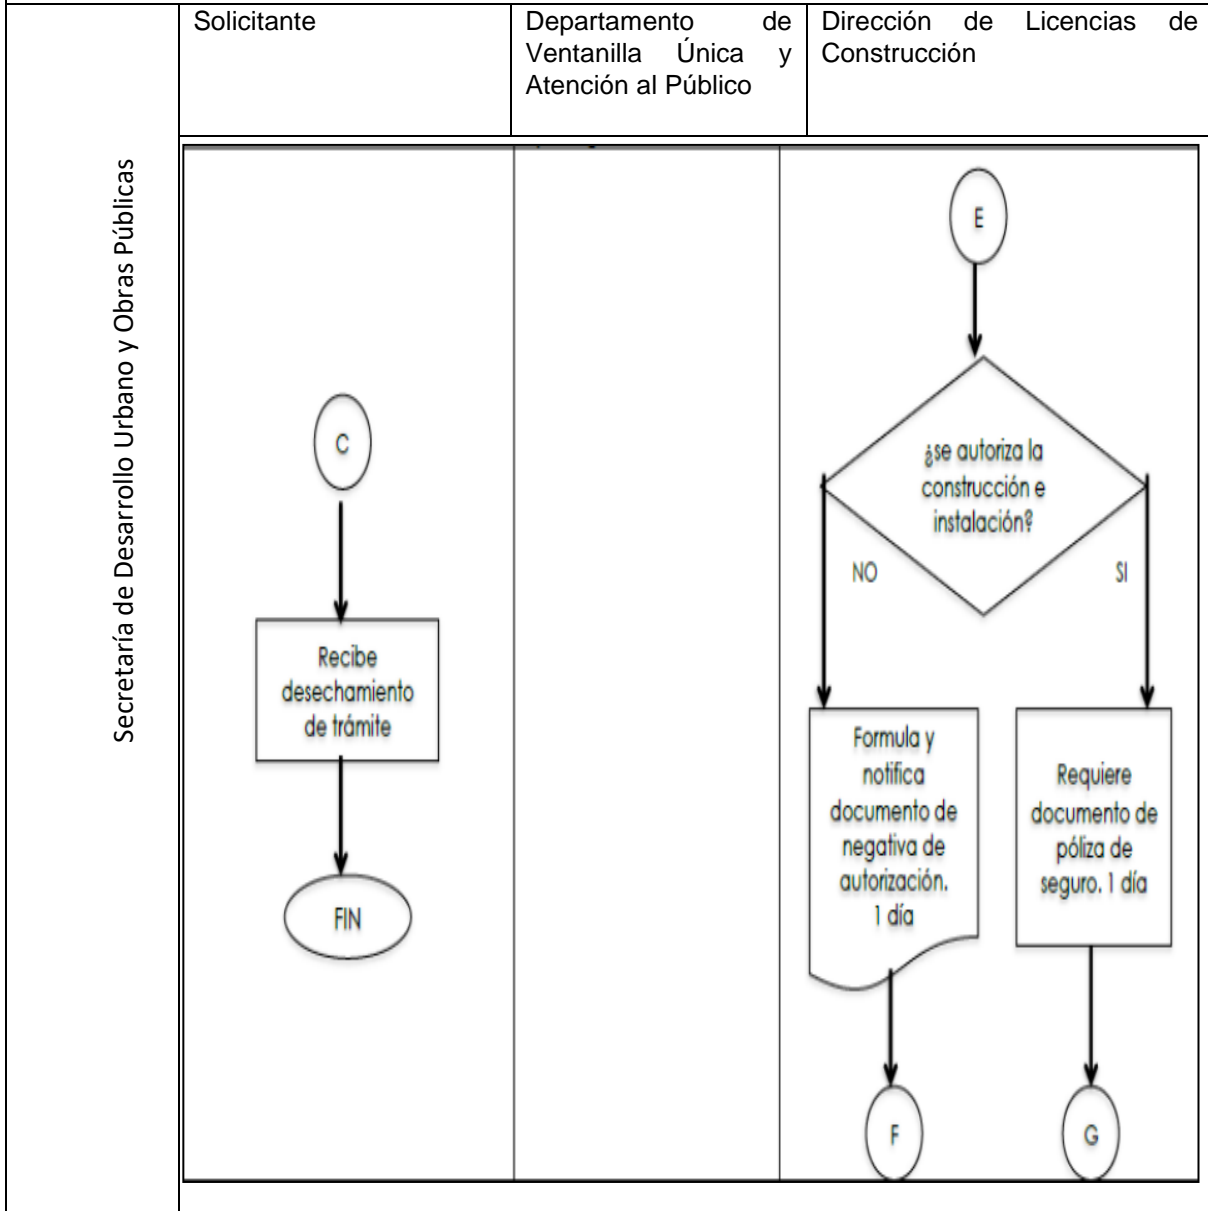 Solicitante
Departamento de
Ventanilla Única y
Atención al Público
Dirección de Licencias de
Construcción
Secretaría de Desarrollo Urbano y Obras Públicas
C
Recibe
desechamiento
de trámite
FIN
E
¿se autoriza la
construcción e
instalación?
NO
SI
Formula y
notifica
documento de
negativa de
autorización.
1 día
Requiere
documento de
póliza de
seguro. 1 día
F
G